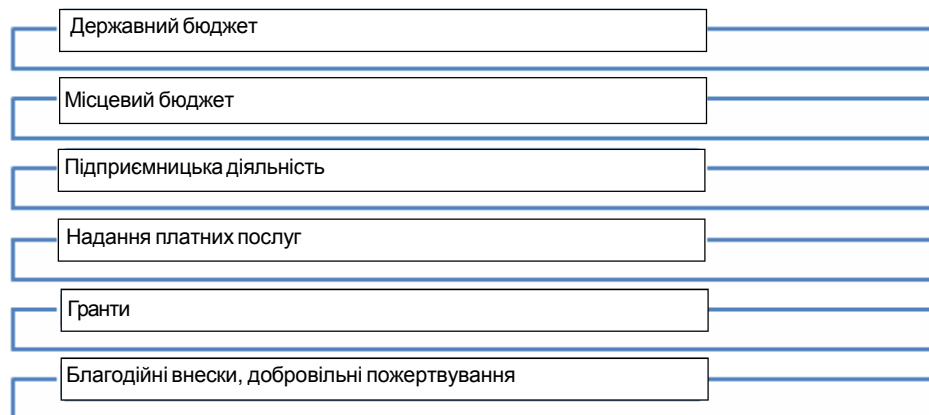 Державний бюджет
Місцевий бюджет
Підприємницька діяльність
Надання платних послуг
Гранти
Благодійні внески, добровільні пожертвування